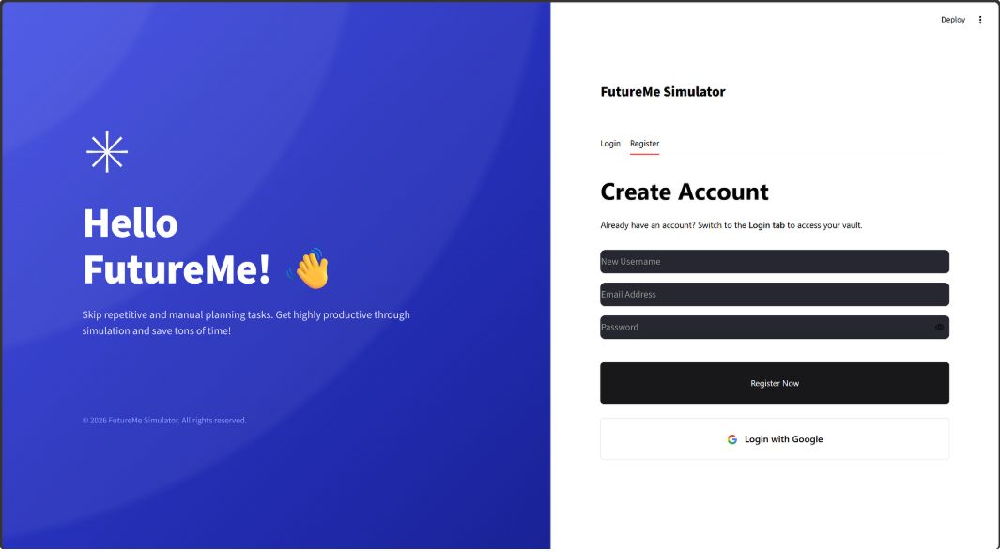 Hello
FutureMe!
Skip repetitive and manual planning tasks. Get highly productive through
simulation and save tons of time!
© 2026 FutureMe Simulator. All rights reserved.
Deploy
FutureMe Simulator
Login Register
Create Account
Already have an account? Switch to the Login tab to access your vault.
New Username
Email Address
Password
Register Now
Login with Google